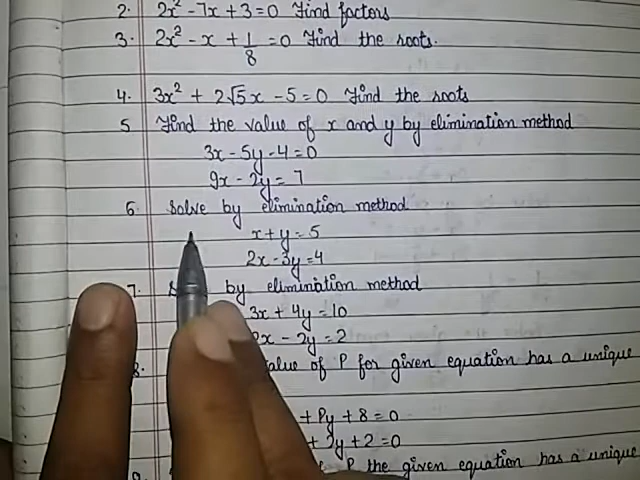 2. 2x² - 7x + 3 = 0 Find factors
3. 2x² - x + 1/8 = 0 Find the roots.
4. 3x² + 2√5x - 5 = 0 Find the roots
5 Find the value of x and y by elimination method
3x - 5y - 4 = 0
9x - 2y = 7
6. Solve by elimination method
x + y = 5
2x - 3y = 4
7. by elimination method
3x + 4y = 10
2x - 2y = 2
8. value of P for given equation has a unique
+ Py + 8 = 0
+ 2y + 2 = 0
P the given equation has a unique